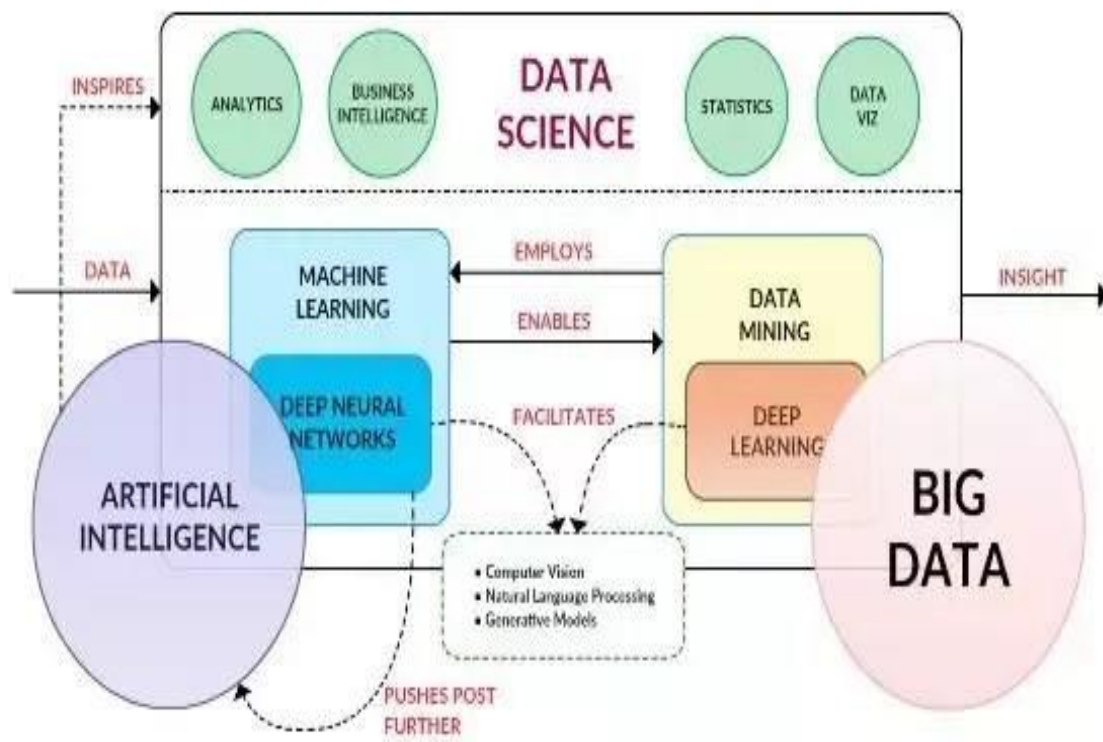 INSPIRES
ANALYTICS
BUSINESS
INTELLIGENCE
DATA
SCIENCE
STATISTICS
DATA
VIZ
DATA
MACHINE
LEARNING
EMPLOYS
ENABLES
DATA
MINING
INSIGHT
DEEP NEURAL
NETWORKS
FACILITATES
DEEP
LEARNING
ARTIFICIAL
INTELLIGENCE
BIG
DATA
• Computer Vision
• Natural Language Processing
• Generative Models
PUSHES POST
FURTHER